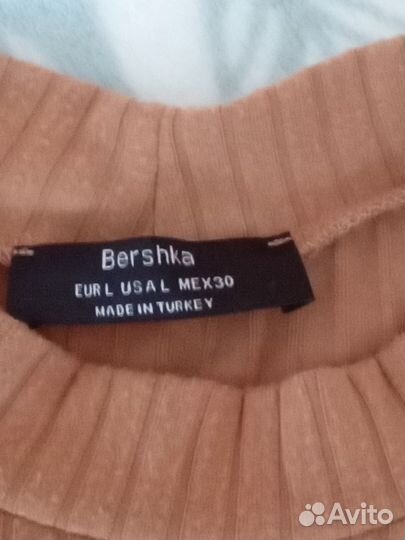 Bershka
EUR L USA L MEX30
MADE IN TURKEY
Avito